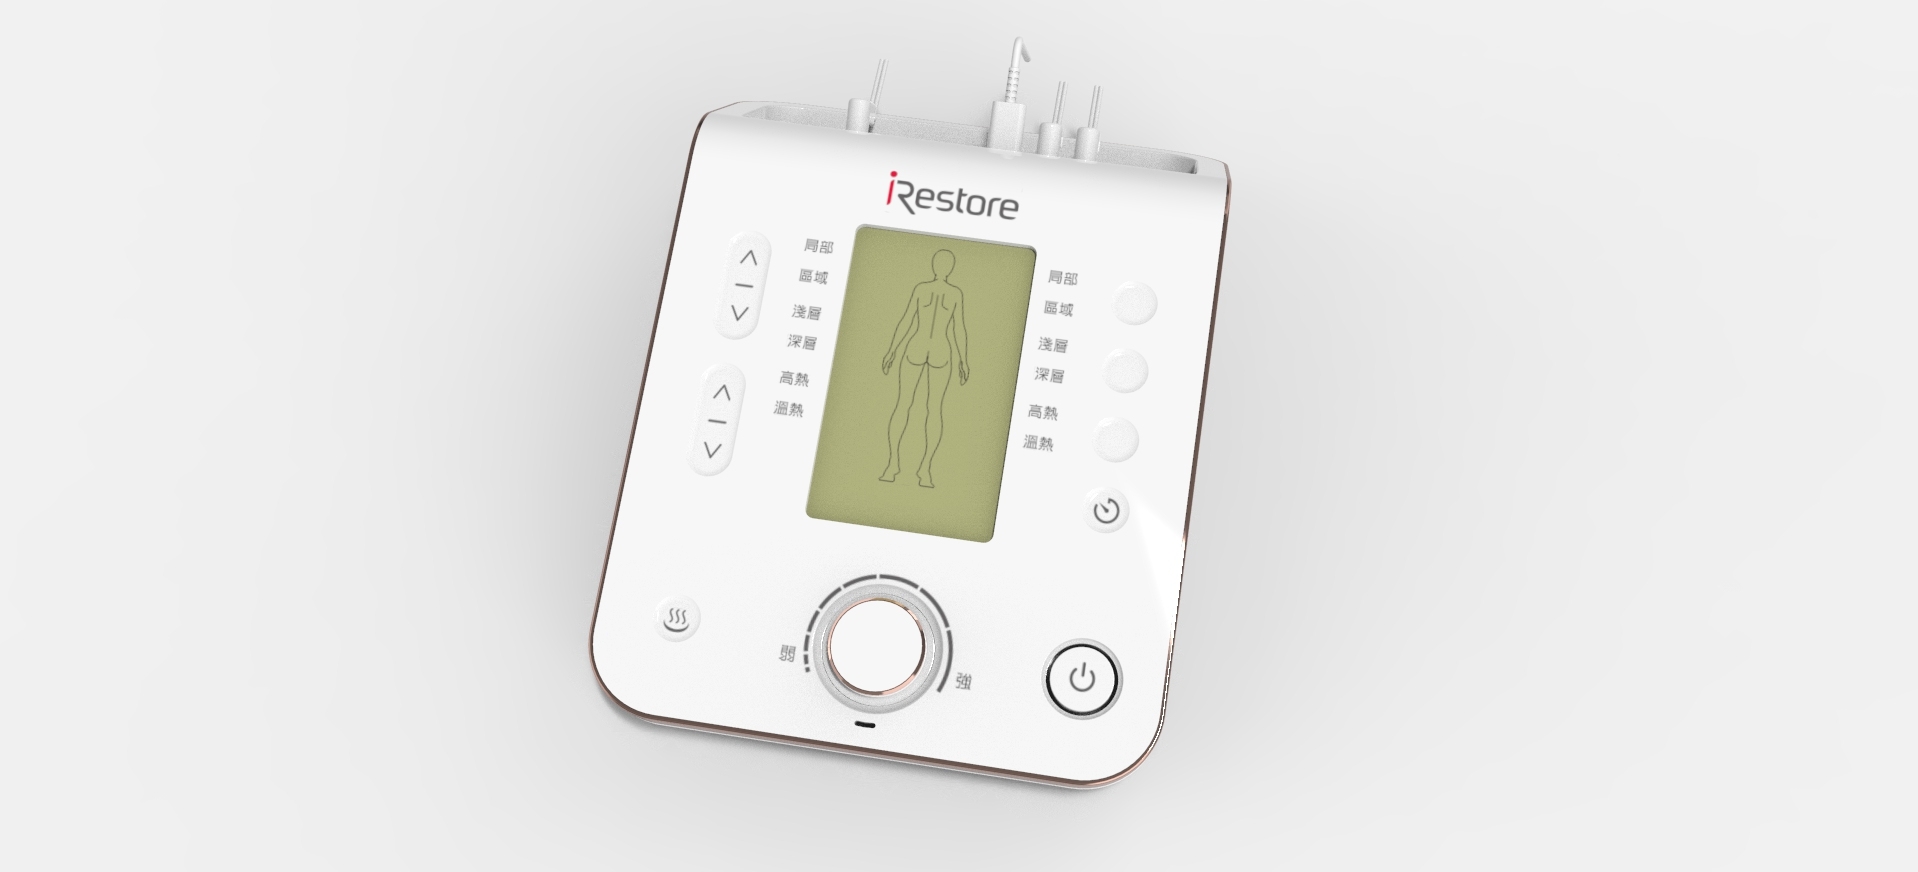 iRestore
局部
區域
淺層
深層
高熱
溫熱
局部
區域
淺層
深層
高熱
溫熱
弱
強